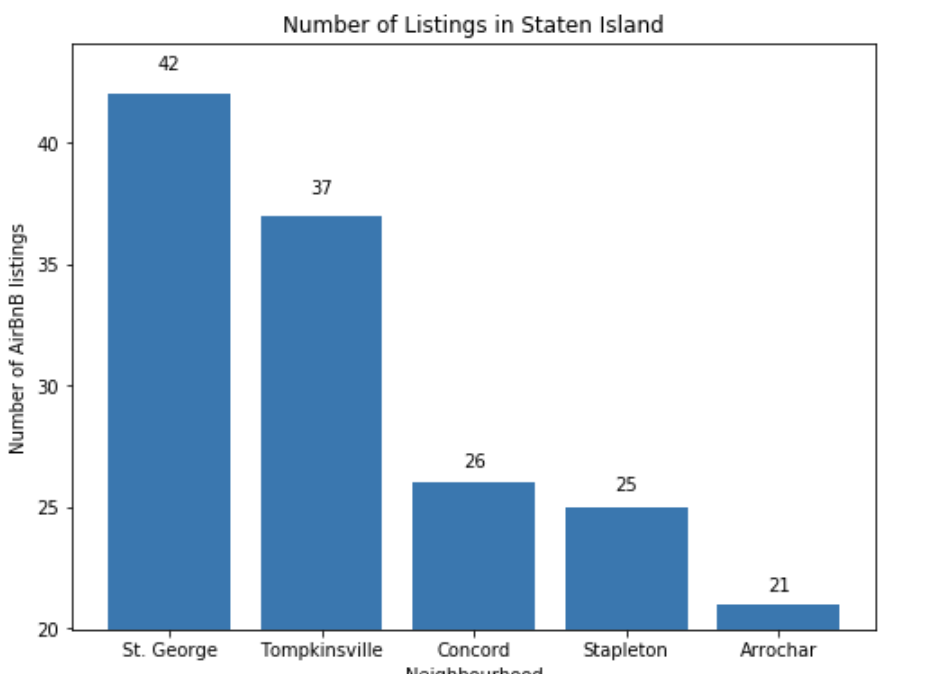 Number of Listings in Staten Island
42
37
26
25
21
40
35
30
25
20
Number of AirBnB listings
St. George Tompkinsville Concord Stapleton Arrochar
Neighbourhood